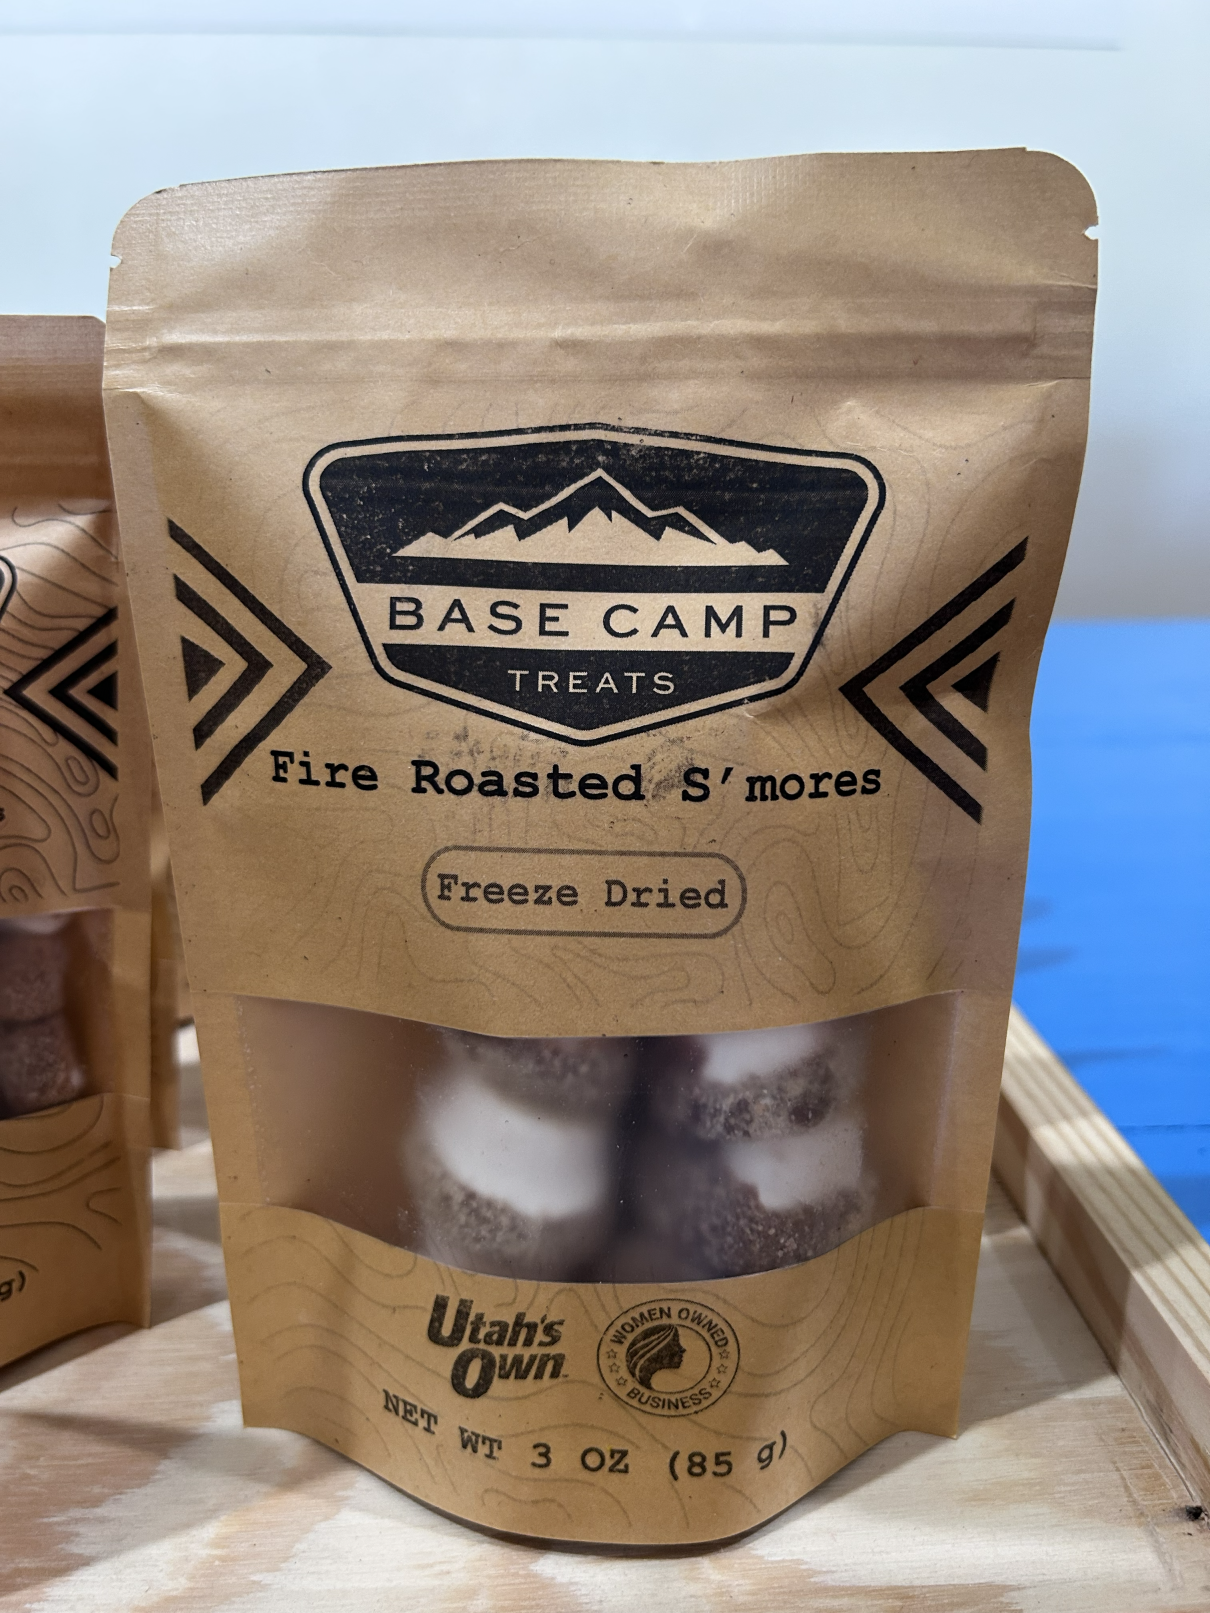 BASE CAMP
TREATS
Fire Roasted S'mores
Freeze Dried
Utah's
Own
WOMEN OWNED
BUSINESS
NET WT 3 OZ (85 g)
g)